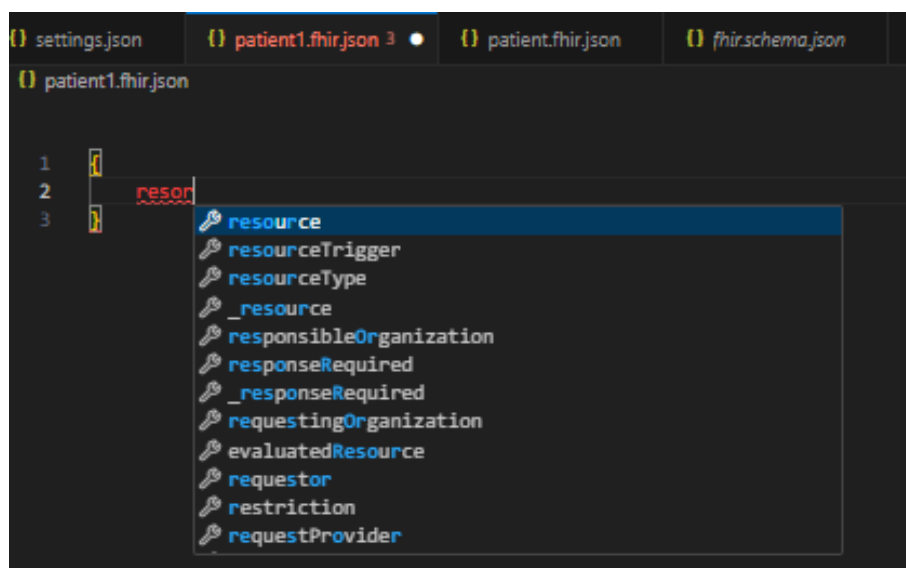 {} settings.json {} patient1.fhir.json 3 ● {} patient.fhir.json {} fhir.schema.json
{} patient1.fhir.json
1 {
2 resor
3 }
resource
resourceTrigger
resourceType
_resource
responsibleOrganization
responseRequired
_responseRequired
requestingOrganization
evaluatedResource
requestor
restriction
requestProvider